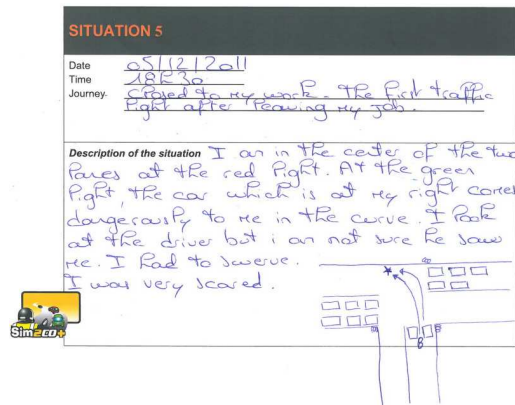 SITUATION 5
Date 05/12/2011
Time 18h30
Journey. Closed to my work. The first traffic
light after leaving my job.
Description of the situation I am in the center of the two
lanes at the red light. At the green
light, the car which is at my right comes
dangerously to me in the curve. I look
at the driver but i am not sure he saw
me. I had to swerve.
I was very scared.
Sim2co+